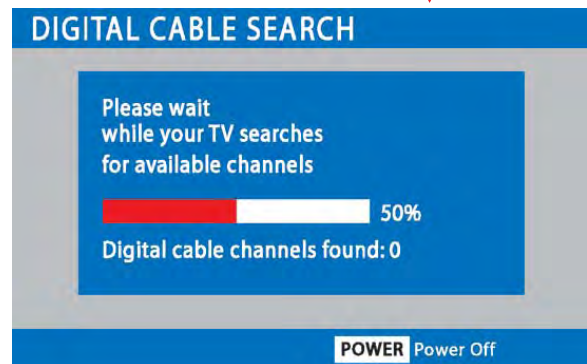 DIGITAL CABLE SEARCH
Please wait
while your TV searches
for available channels
50%
Digital cable channels found: 0
POWER Power Off